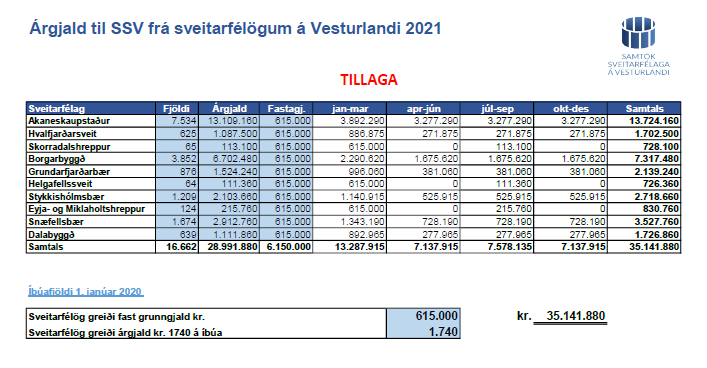 Árgjald til SSV frá sveitarfélögum á Vesturlandi 2021
SAMTÖK
SVEITARFÉLAGA
Á VESTURLANDI
TILLAGA
Sveitarfélag Fjöldi Árgjald Fastagj. jan-mar apr-jún júl-sep okt-des Samtals
Akraneskaupstaður 7.534 13.109.160 615.000 3.892.290 3.277.290 3.277.290 3.277.290 13.724.160
Hvalfjarðarsveit 625 1.087.500 615.000 886.875 271.875 271.875 271.875 1.702.500
Skorradalshreppur 65 113.100 615.000 615.000 0 113.100 0 728.100
Borgarbyggð 3.852 6.702.480 615.000 2.290.620 1.675.620 1.675.620 1.675.620 7.317.480
Grundarfjarðarbær 876 1.524.240 615.000 996.060 381.060 381.060 381.060 2.139.240
Helgafellssveit 64 111.360 615.000 615.000 0 111.360 0 726.360
Stykkishólmsbær 1.209 2.103.660 615.000 1.140.915 525.915 525.915 525.915 2.718.660
Eyja- og Miklaholtshreppur 124 215.760 615.000 615.000 0 215.760 0 830.760
Snæfellsbær 1.674 2.912.760 615.000 1.343.190 728.190 728.190 728.190 3.527.760
Dalabyggð 639 1.111.860 615.000 892.965 277.965 277.965 277.965 1.726.860
Samtals 16.662 28.991.880 6.150.000 13.287.915 7.137.915 7.578.135 7.137.915 35.141.880
Íbúafjöldi 1. janúar 2020
Sveitarfélög greiði fast grunngjald kr. 615.000 kr. 35.141.880
Sveitarfélög greiði árgjald kr. 1740 á íbúa 1.740